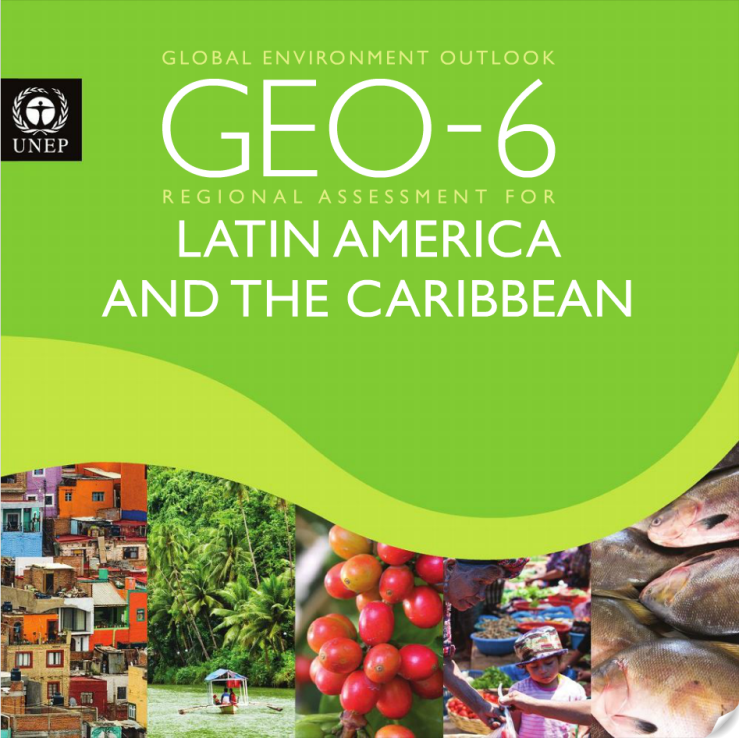 GLOBAL ENVIRONMENT OUTLOOK
GEO-6
UNEP
REGIONAL ASSESSMENT FOR
LATIN AMERICA
AND THE CARIBBEAN